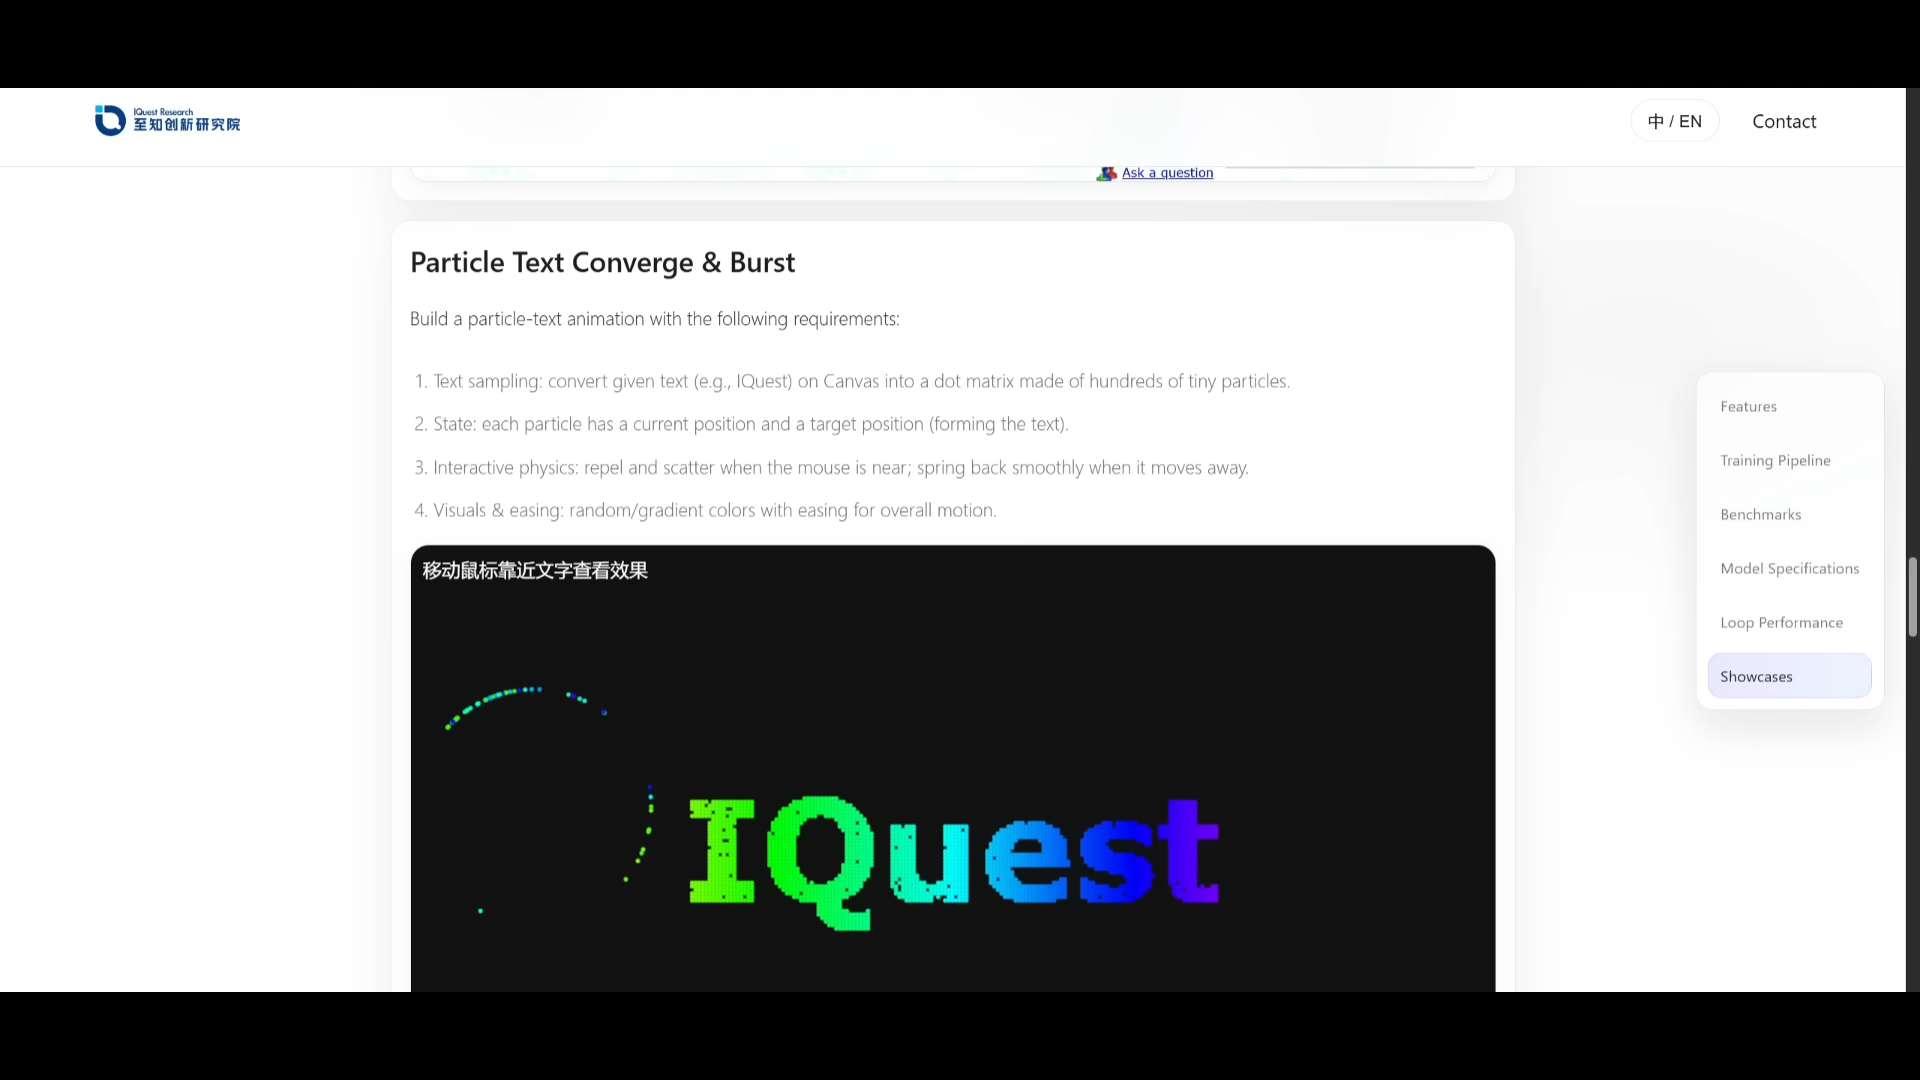 IQuest Research
至知创新研究院
中 / EN
Contact
Ask a question
Particle Text Converge & Burst
Build a particle-text animation with the following requirements:
1. Text sampling: convert given text (e.g., IQuest) on Canvas into a dot matrix made of hundreds of tiny particles.
2. State: each particle has a current position and a target position (forming the text).
3. Interactive physics: repel and scatter when the mouse is near; spring back smoothly when it moves away.
4. Visuals & easing: random/gradient colors with easing for overall motion.
移动鼠标靠近文字查看效果
IQuest
Features
Training Pipeline
Benchmarks
Model Specifications
Loop Performance
Showcases